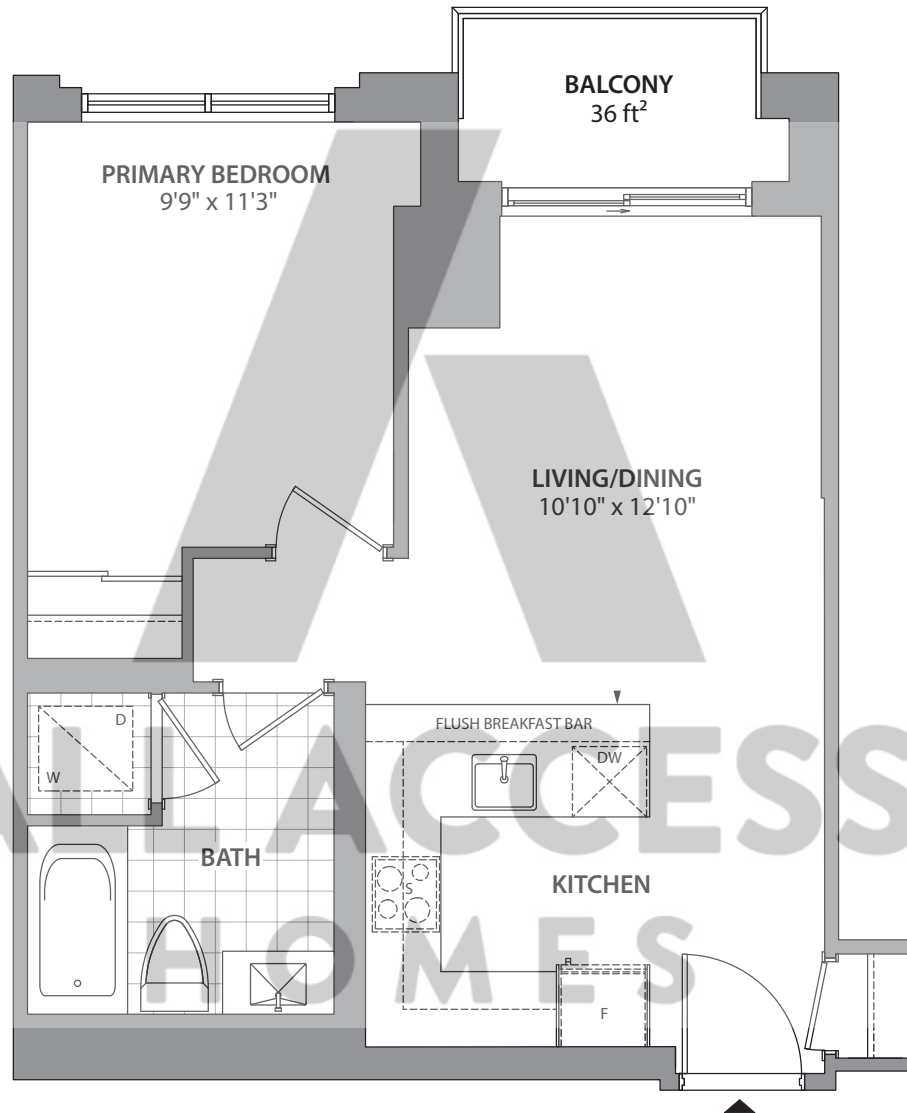 BALCONY
36 ft²
PRIMARY BEDROOM
9'9" x 11'3"
LIVING/DINING
10'10" x 12'10"
FLUSH BREAKFAST BAR
D
W
DW
BATH
S
KITCHEN
F
ALL ACCESS
HOMES